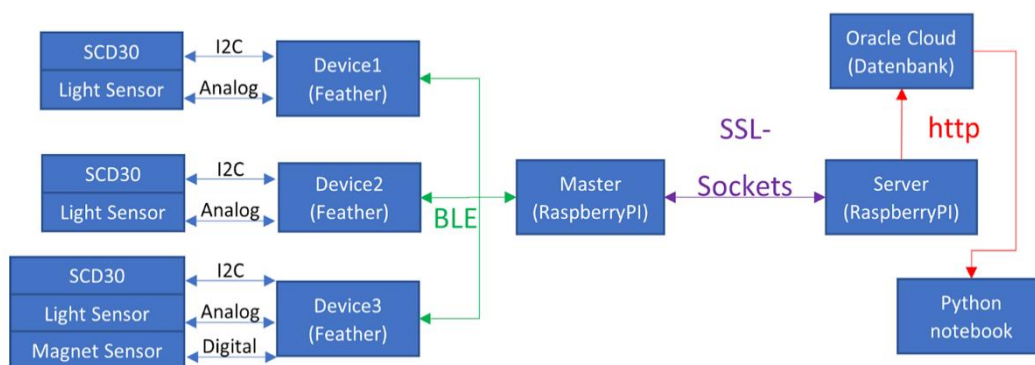 SCD30
Light Sensor
I2C
Analog
Device1
(Feather)
SCD30
Light Sensor
I2C
Analog
Device2
(Feather)
SCD30
Light Sensor
Magnet Sensor
I2C
Analog
Digital
Device3
(Feather)
BLE
Master
(RaspberryPI)
SSL-
Sockets
Server
(RaspberryPI)
http
Oracle Cloud
(Datenbank)
Python
notebook